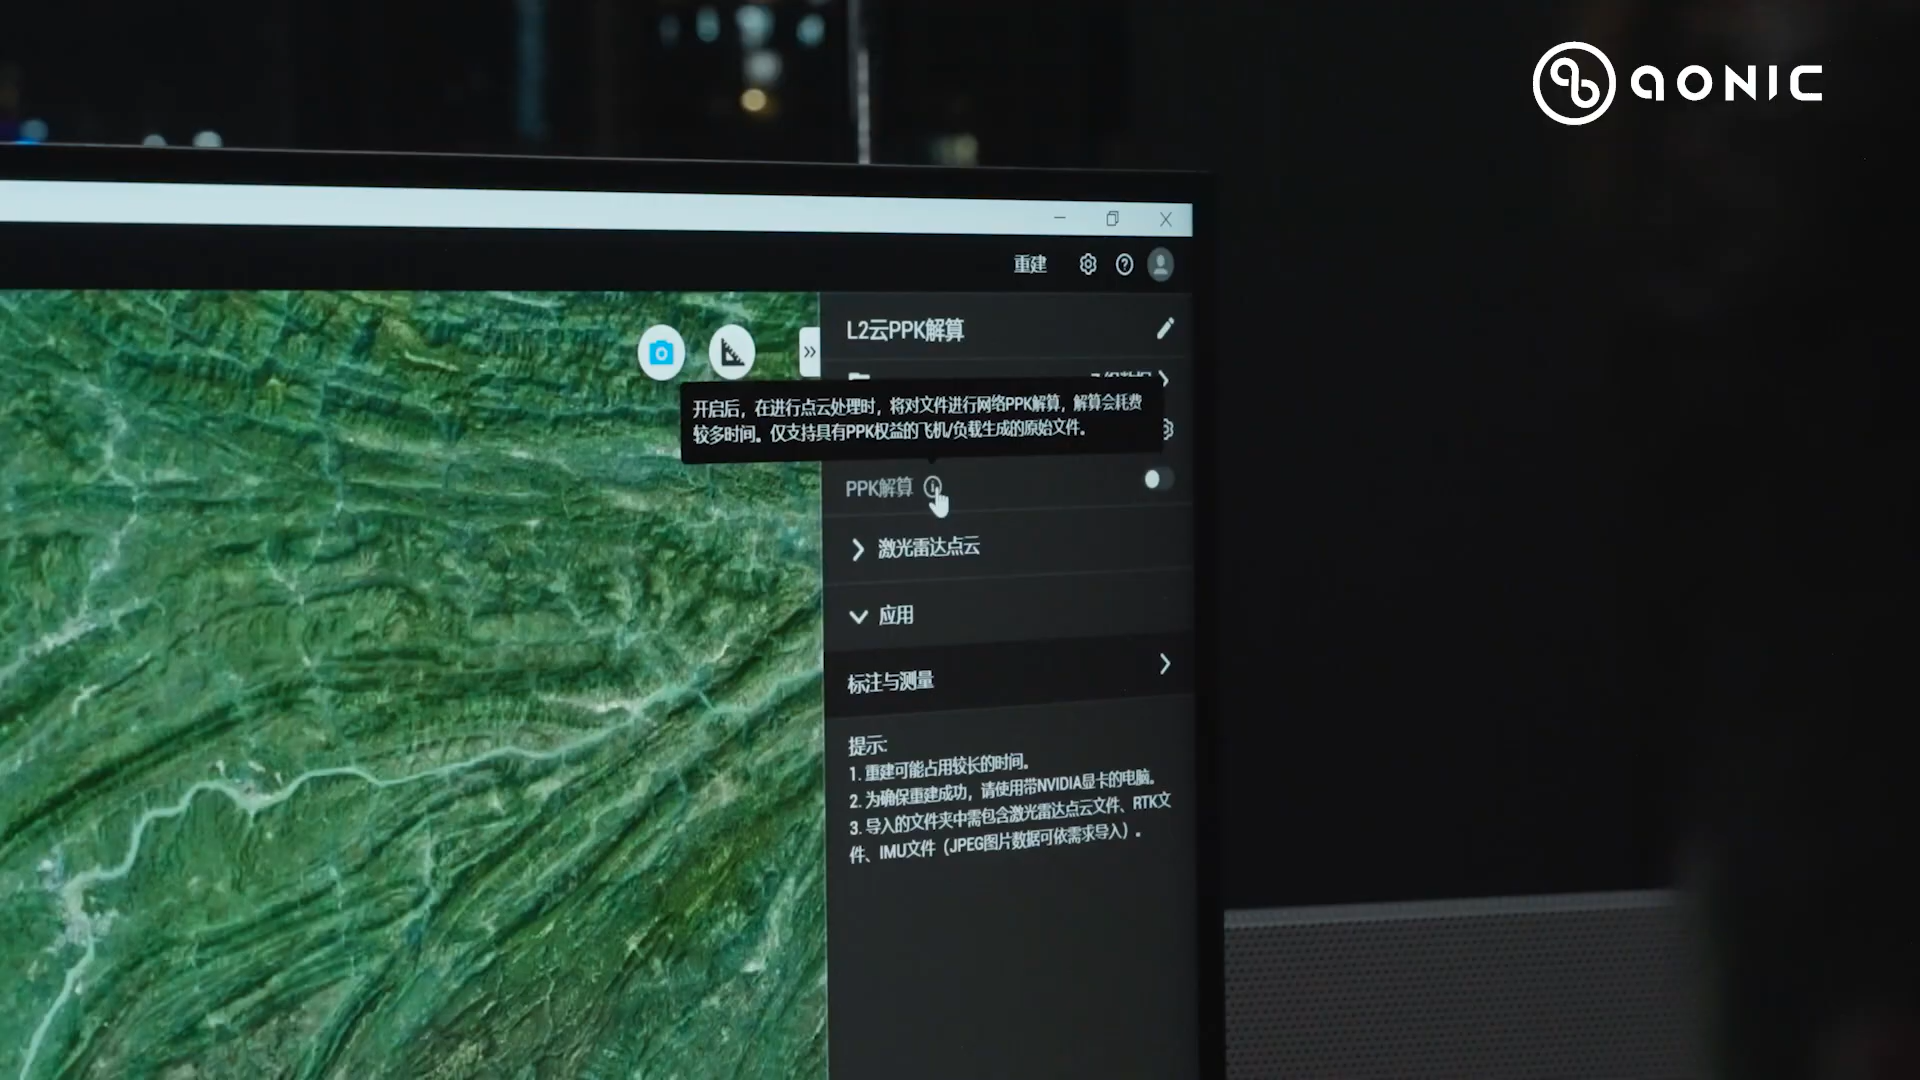 aonic
重建
L2云PPK解算
开启后，在进行点云处理时，将对文件进行网络PPK解算，解算会耗费
较多时间。仅支持具有PPK权益的飞机/负载生成的原始文件。
PPK解算
激光雷达点云
应用
标注与测量
提示:
1. 重建可能占用较长的时间。
2. 为确保重建成功，请使用带NVIDIA显卡的电脑。
3. 导入的文件夹中需包含激光雷达点云文件、RTK文
件、IMU文件（JPEG图片数据可依需求导入）。